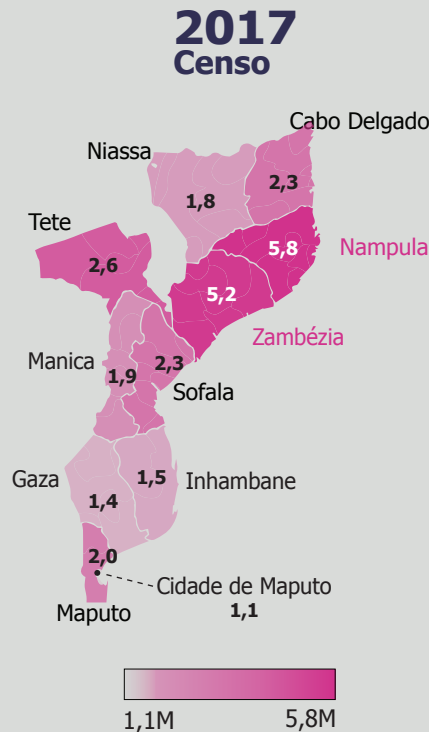 2017
Censo
Cabo Delgado
Niassa
2,3
1,8
Tete
5,8
Nampula
2,6
5,2
Zambézia
Manica
2,3
1,9
Sofala
Gaza
1,5
Inhambane
1,4
2,0
Cidade de Maputo
1,1
Maputo
1,1M
5,8M